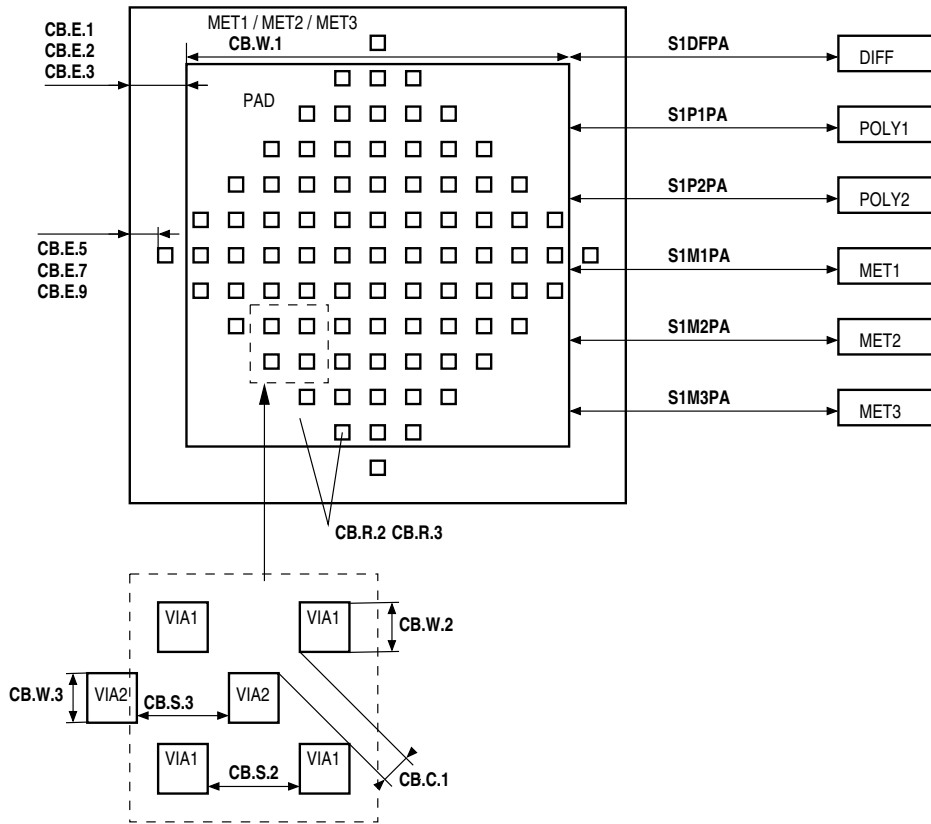 MET1 / MET2 / MET3
CB.E.1
CB.E.2
CB.E.3
CB.W.1
S1DFPA
DIFF
PAD
S1P1PA
POLY1
S1P2PA
POLY2
CB.E.5
CB.E.7
CB.E.9
S1M1PA
MET1
S1M2PA
MET2
S1M3PA
MET3
CB.R.2 CB.R.3
VIA1
VIA1
CB.W.2
CB.W.3
VIA2
CB.S.3
VIA2
VIA1
CB.S.2
VIA1
CB.C.1